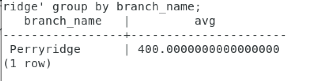 ridge' group by branch_name;
branch_name | avg
-------------+----------------------
Perryridge | 400.0000000000000000
(1 row)